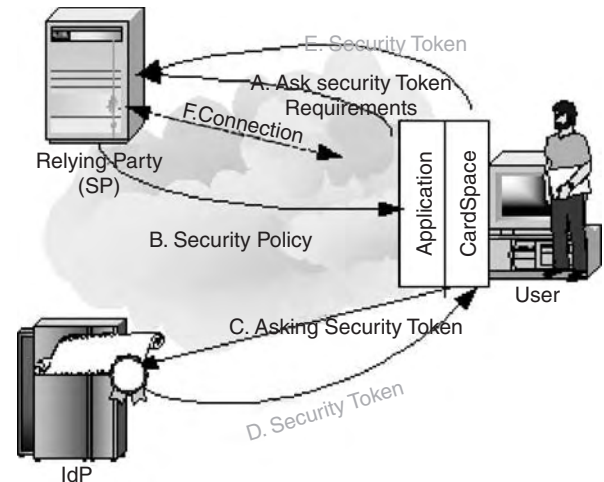 E. Security Token
A. Ask security Token
Requirements
F.Connection
Relying Party
(SP)
Application
CardSpace
B. Security Policy
User
C. Asking Security Token
D. Security Token
IdP